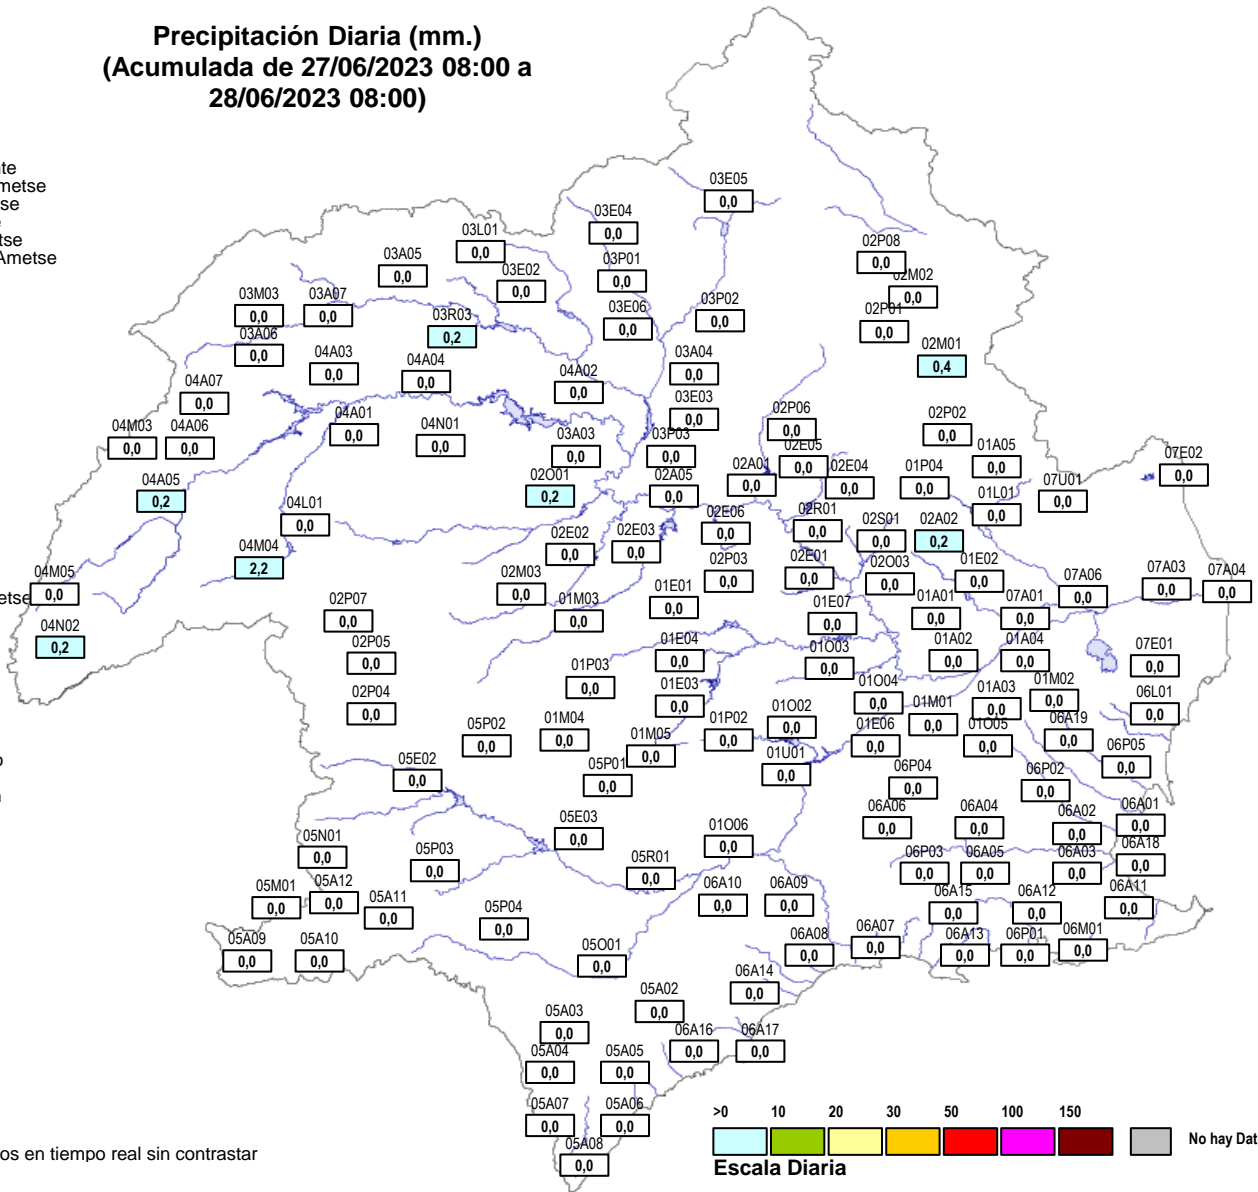 Precipitación Diaria (mm.)
(Acumulada de 27/06/2023 08:00 a
28/06/2023 08:00)
03E05
0,0
03E04
0,0
03L01
0,0
03P01
0,0
03A05
0,0
03E02
0,0
02P08
0,0
02M02
0,0
03M03
0,0
03A07
0,0
03R03
0,2
03E06
0,0
03P02
0,0
02P01
0,0
03A06
0,0
04A03
0,0
04A04
0,0
04A02
0,0
03A04
0,0
02M01
0,4
04A07
0,0
03E03
0,0
04M03
0,0
04A06
0,0
04A01
0,0
04N01
0,0
03A03
0,0
03P03
0,0
02P06
0,0
02P02
0,0
02E05
0,0
01A05
0,0
07E02
0,0
04A05
0,2
02O01
0,2
02A05
0,0
02A01
0,0
02E04
0,0
01P04
0,0
07U01
0,0
04L01
0,0
01L01
0,0
02E06
0,0
02R01
0,0
02S01
0,0
02A02
0,2
04M04
2,2
02E02
0,0
02E03
0,0
04M05
0,0
02M03
0,0
02P03
0,0
02E01
0,0
02O03
0,0
01E02
0,0
07A06
0,0
07A03
0,0
07A04
0,0
etse
04N02
0,2
02P07
0,0
01M03
0,0
01E01
0,0
01E07
0,0
01A01
0,0
07A01
0,0
02P05
0,0
01E04
0,0
01O03
0,0
01A02
0,0
01A04
0,0
07E01
0,0
02P04
0,0
01P03
0,0
01E03
0,0
01O04
0,0
01M01
0,0
01A03
0,0
01M02
0,0
06L01
0,0
05P02
0,0
01M04
0,0
01M05
0,0
01P02
0,0
01O02
0,0
01E06
0,0
01O05
0,0
06A19
0,0
05E02
0,0
05P01
0,0
01U01
0,0
06P04
0,0
06P02
0,0
06P05
0,0
05E03
0,0
01O06
0,0
06A06
0,0
06A04
0,0
06A02
0,0
06A01
0,0
05N01
0,0
05P03
0,0
05R01
0,0
06P03
0,0
06A05
0,0
06A03
0,0
06A18
0,0
05M01
0,0
05A12
0,0
05A11
0,0
06A10
0,0
06A09
0,0
06A15
0,0
06A12
0,0
06A11
0,0
05A09
0,0
05A10
0,0
05P04
0,0
05O01
0,0
06A08
0,0
06A07
0,0
06A13
0,0
06P01
0,0
06M01
0,0
06A14
0,0
05A02
0,0
05A03
0,0
06A16
0,0
06A17
0,0
05A04
0,0
05A05
0,0
05A07
0,0
05A06
0,0
05A08
0,0
>0 10 20 30 50 100 150
No hay Dat
Escala Diaria
os en tiempo real sin contrastar